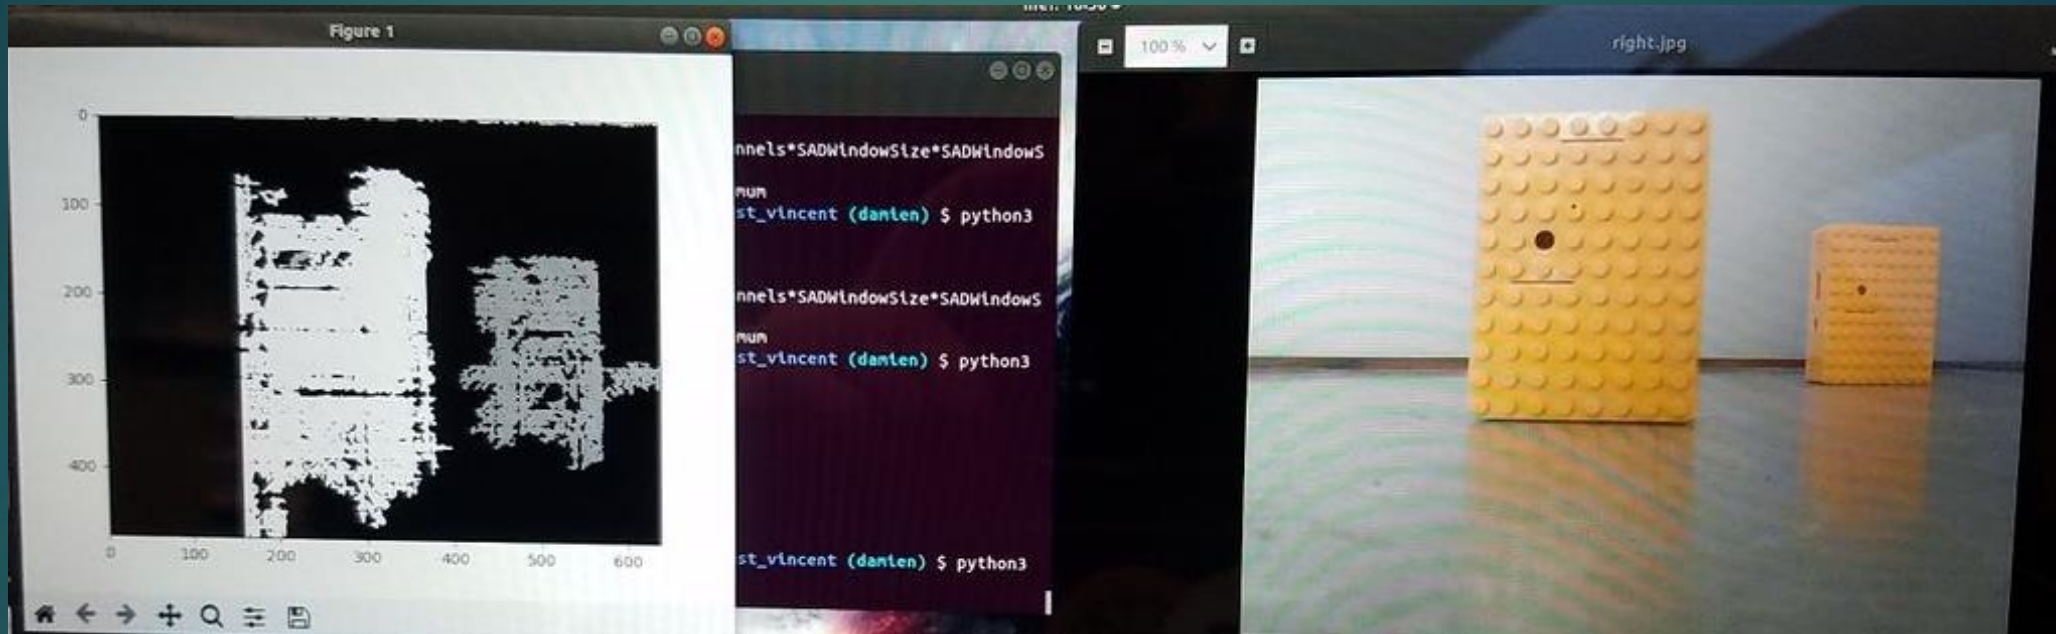 Figure 1
0
100
200
300
400
0 100 200 300 400 500 600
nnels*SADWindowSize*SADWindowS
mum
st_vincent (damien) $ python3
nnels*SADWindowSize*SADWindowS
mum
st_vincent (damien) $ python3
st_vincent (damien) $ python3
100 %
right.jpg